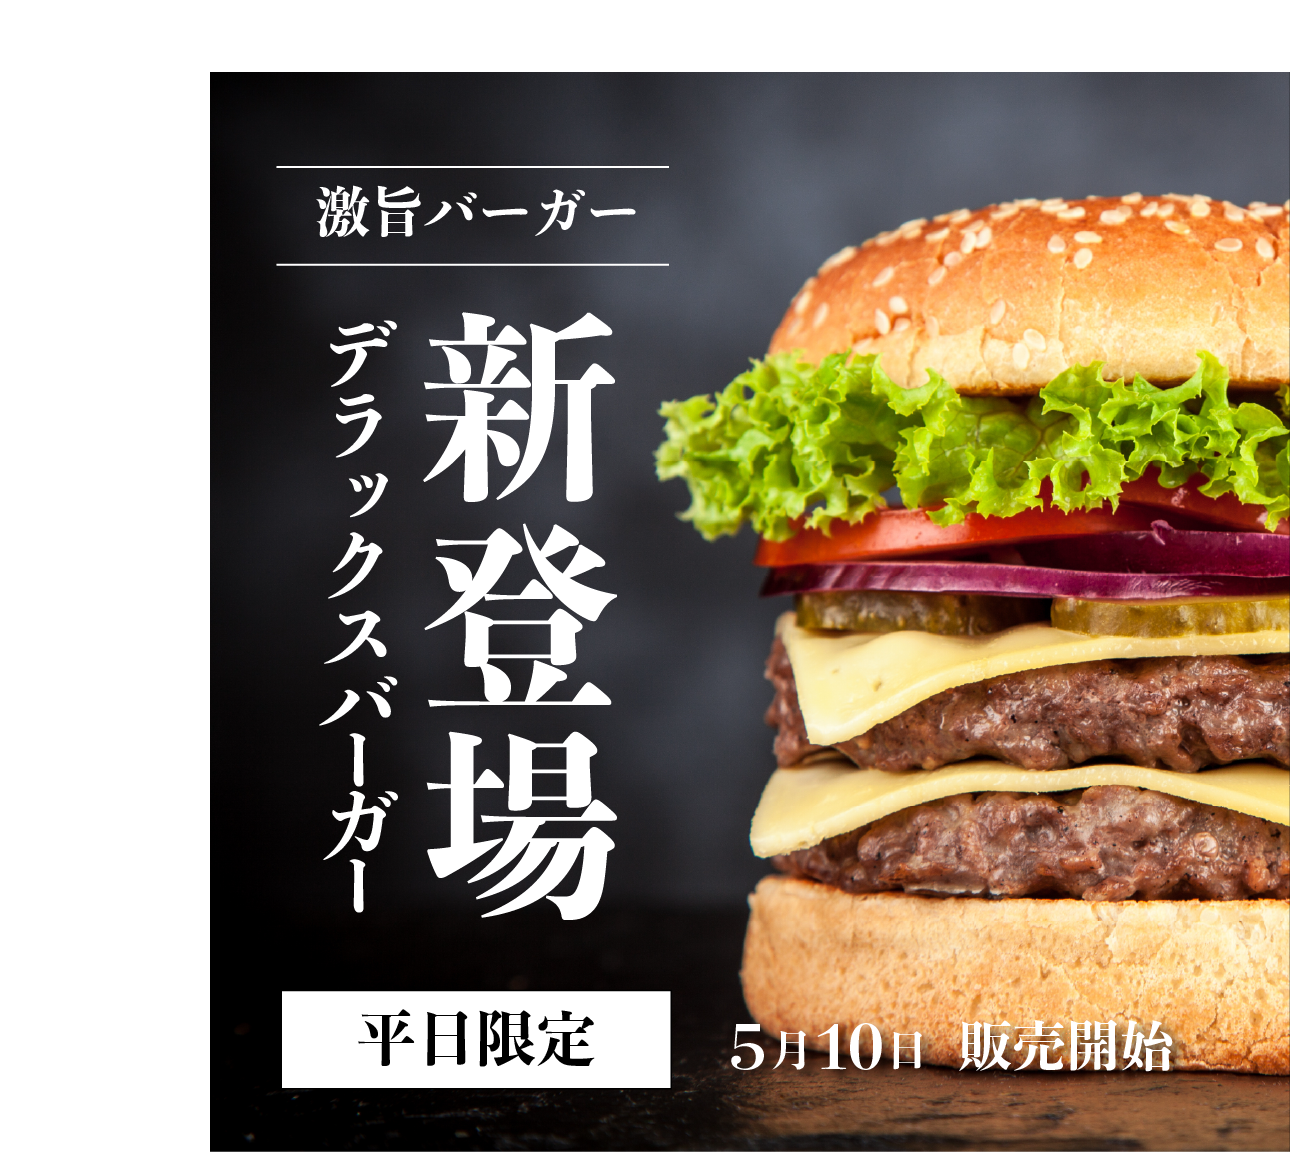 激旨バーガー
新登場
デラックスバーガー
平日限定
5月10日 販売開始